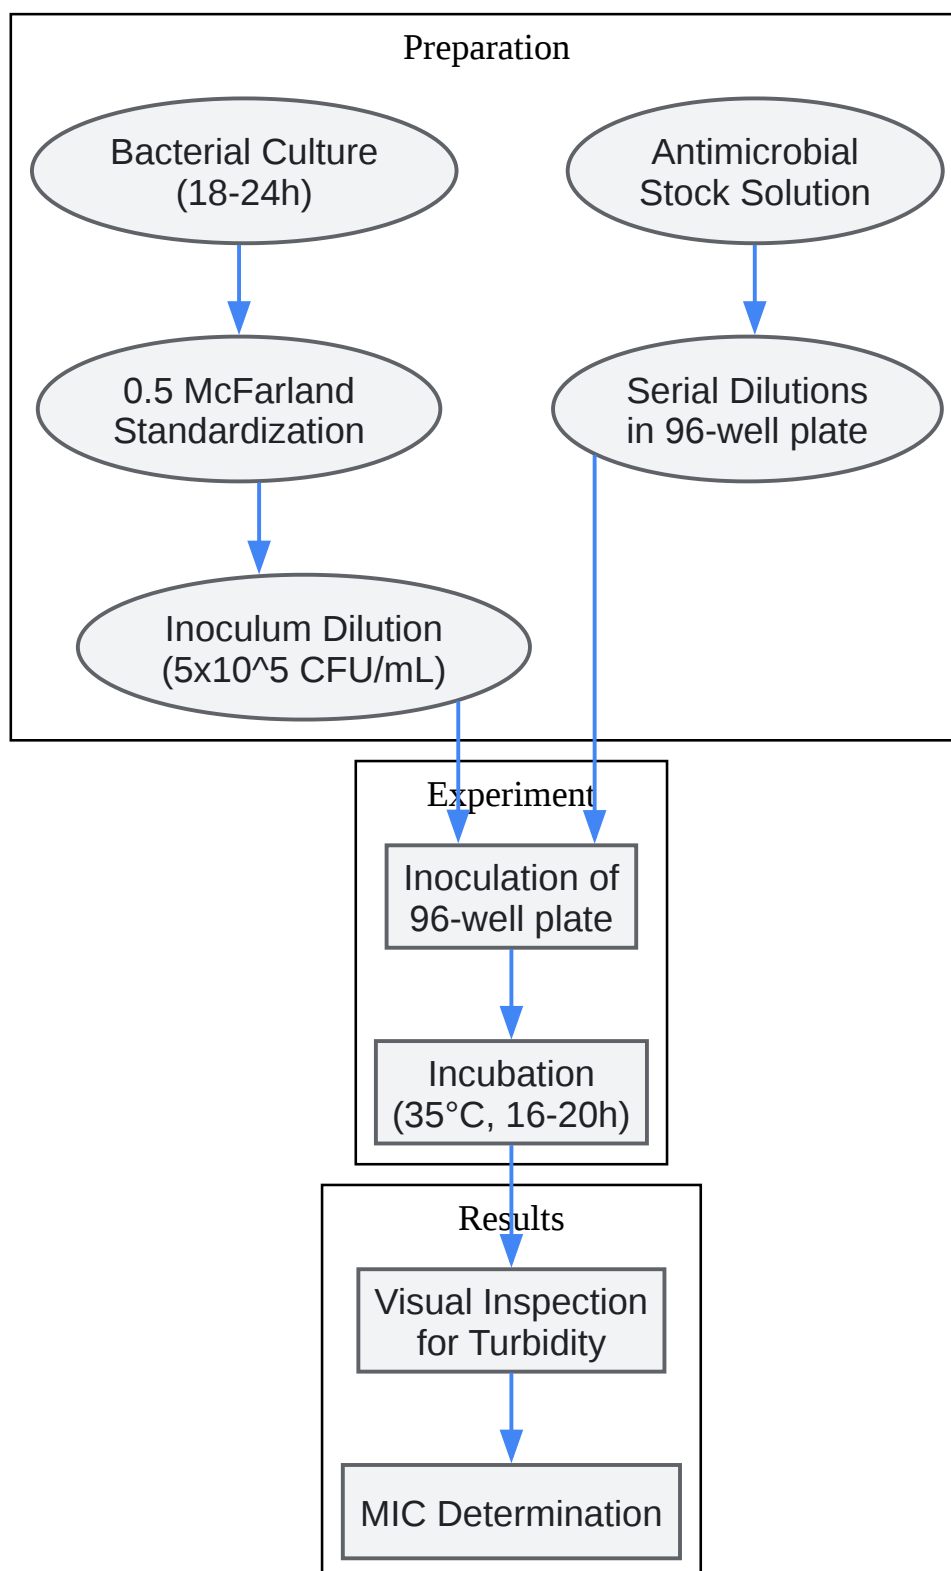 Preparation
Bacterial Culture
(18-24h)
Antimicrobial
Stock Solution
0.5 McFarland
Standardization
Serial Dilutions
in 96-well plate
Inoculum Dilution
(5x10^5 CFU/mL)
Experiment
Inoculation of
96-well plate
Incubation
(35°C, 16-20h)
Results
Visual Inspection
for Turbidity
MIC Determination